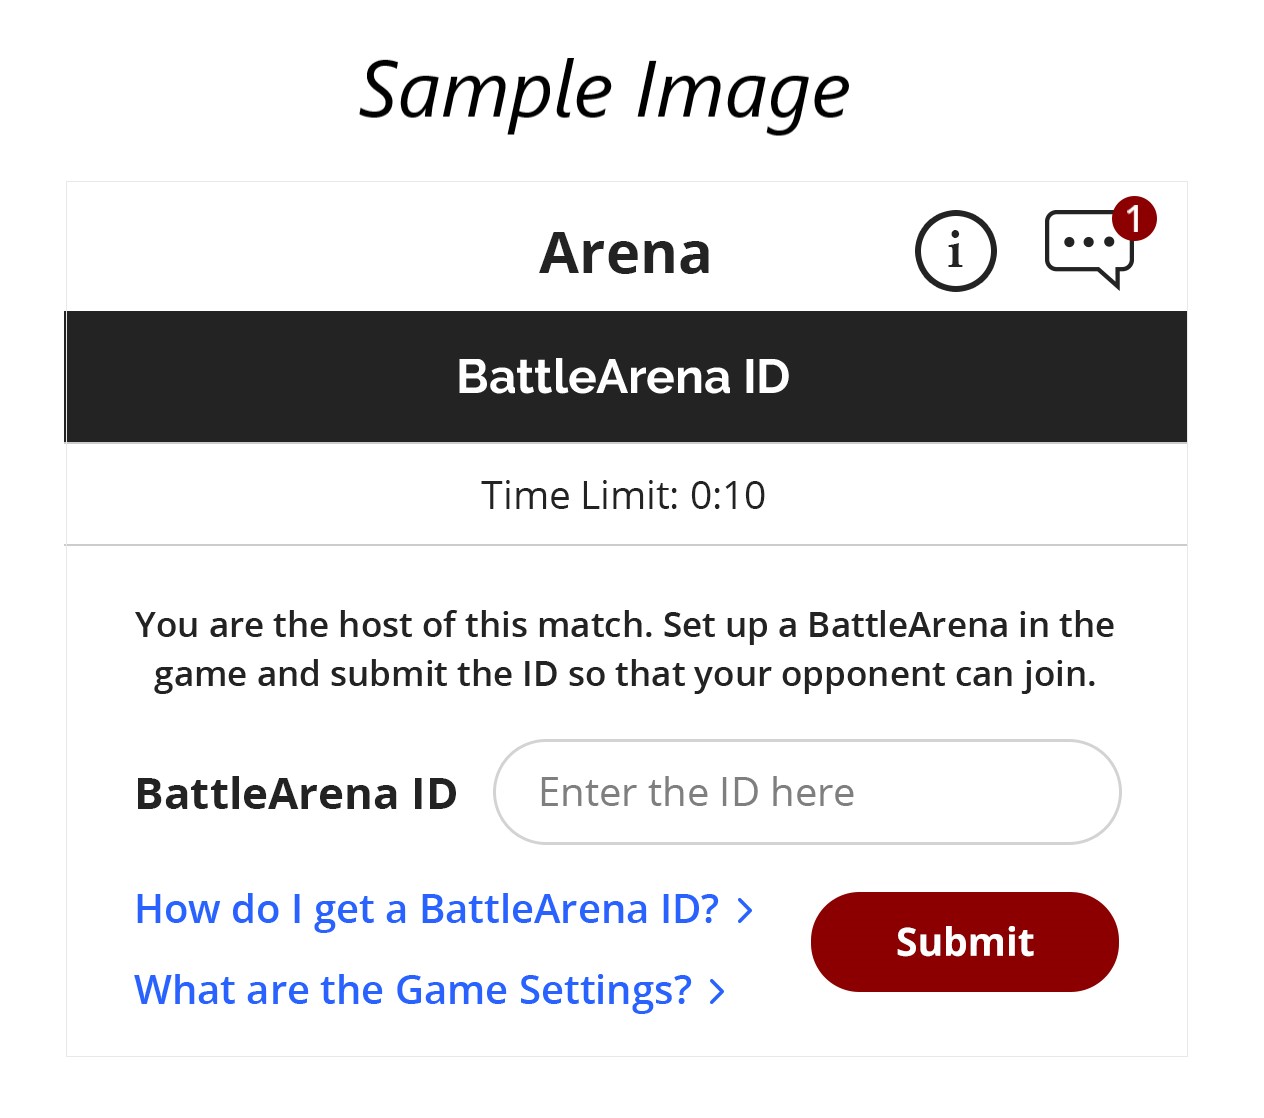 Sample Image
Arena
i
1
BattleArena ID
Time Limit: 0:10
You are the host of this match. Set up a BattleArena in the
game and submit the ID so that your opponent can join.
BattleArena ID
Enter the ID here
How do I get a BattleArena ID?
Submit
What are the Game Settings?